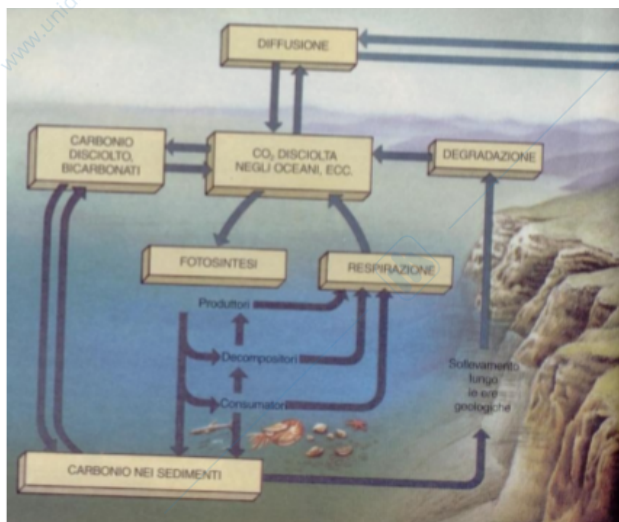 DIFFUSIONE
CARBONIO
DISCIOLTO,
BICARBONATI
CO₂ DISCIOLTA
NEGLI OCEANI, ECC.
DEGRADAZIONE
FOTOSINTESI
RESPIRAZIONE
Produttori
Decompositori
Consumatori
Sollevamento
lungo
le ere
geologiche
CARBONIO NEI SEDIMENTI